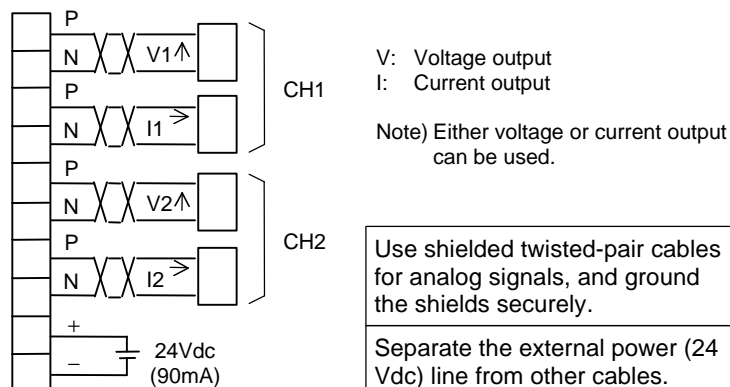 P
N
V1
P
N
I1
CH1
P
N
V2
P
N
I2
CH2
+
−
24Vdc
(90mA)
V: Voltage output
I: Current output
Note) Either voltage or current output
can be used.
Use shielded twisted-pair cables
for analog signals, and ground
the shields securely.
Separate the external power (24
Vdc) line from other cables.